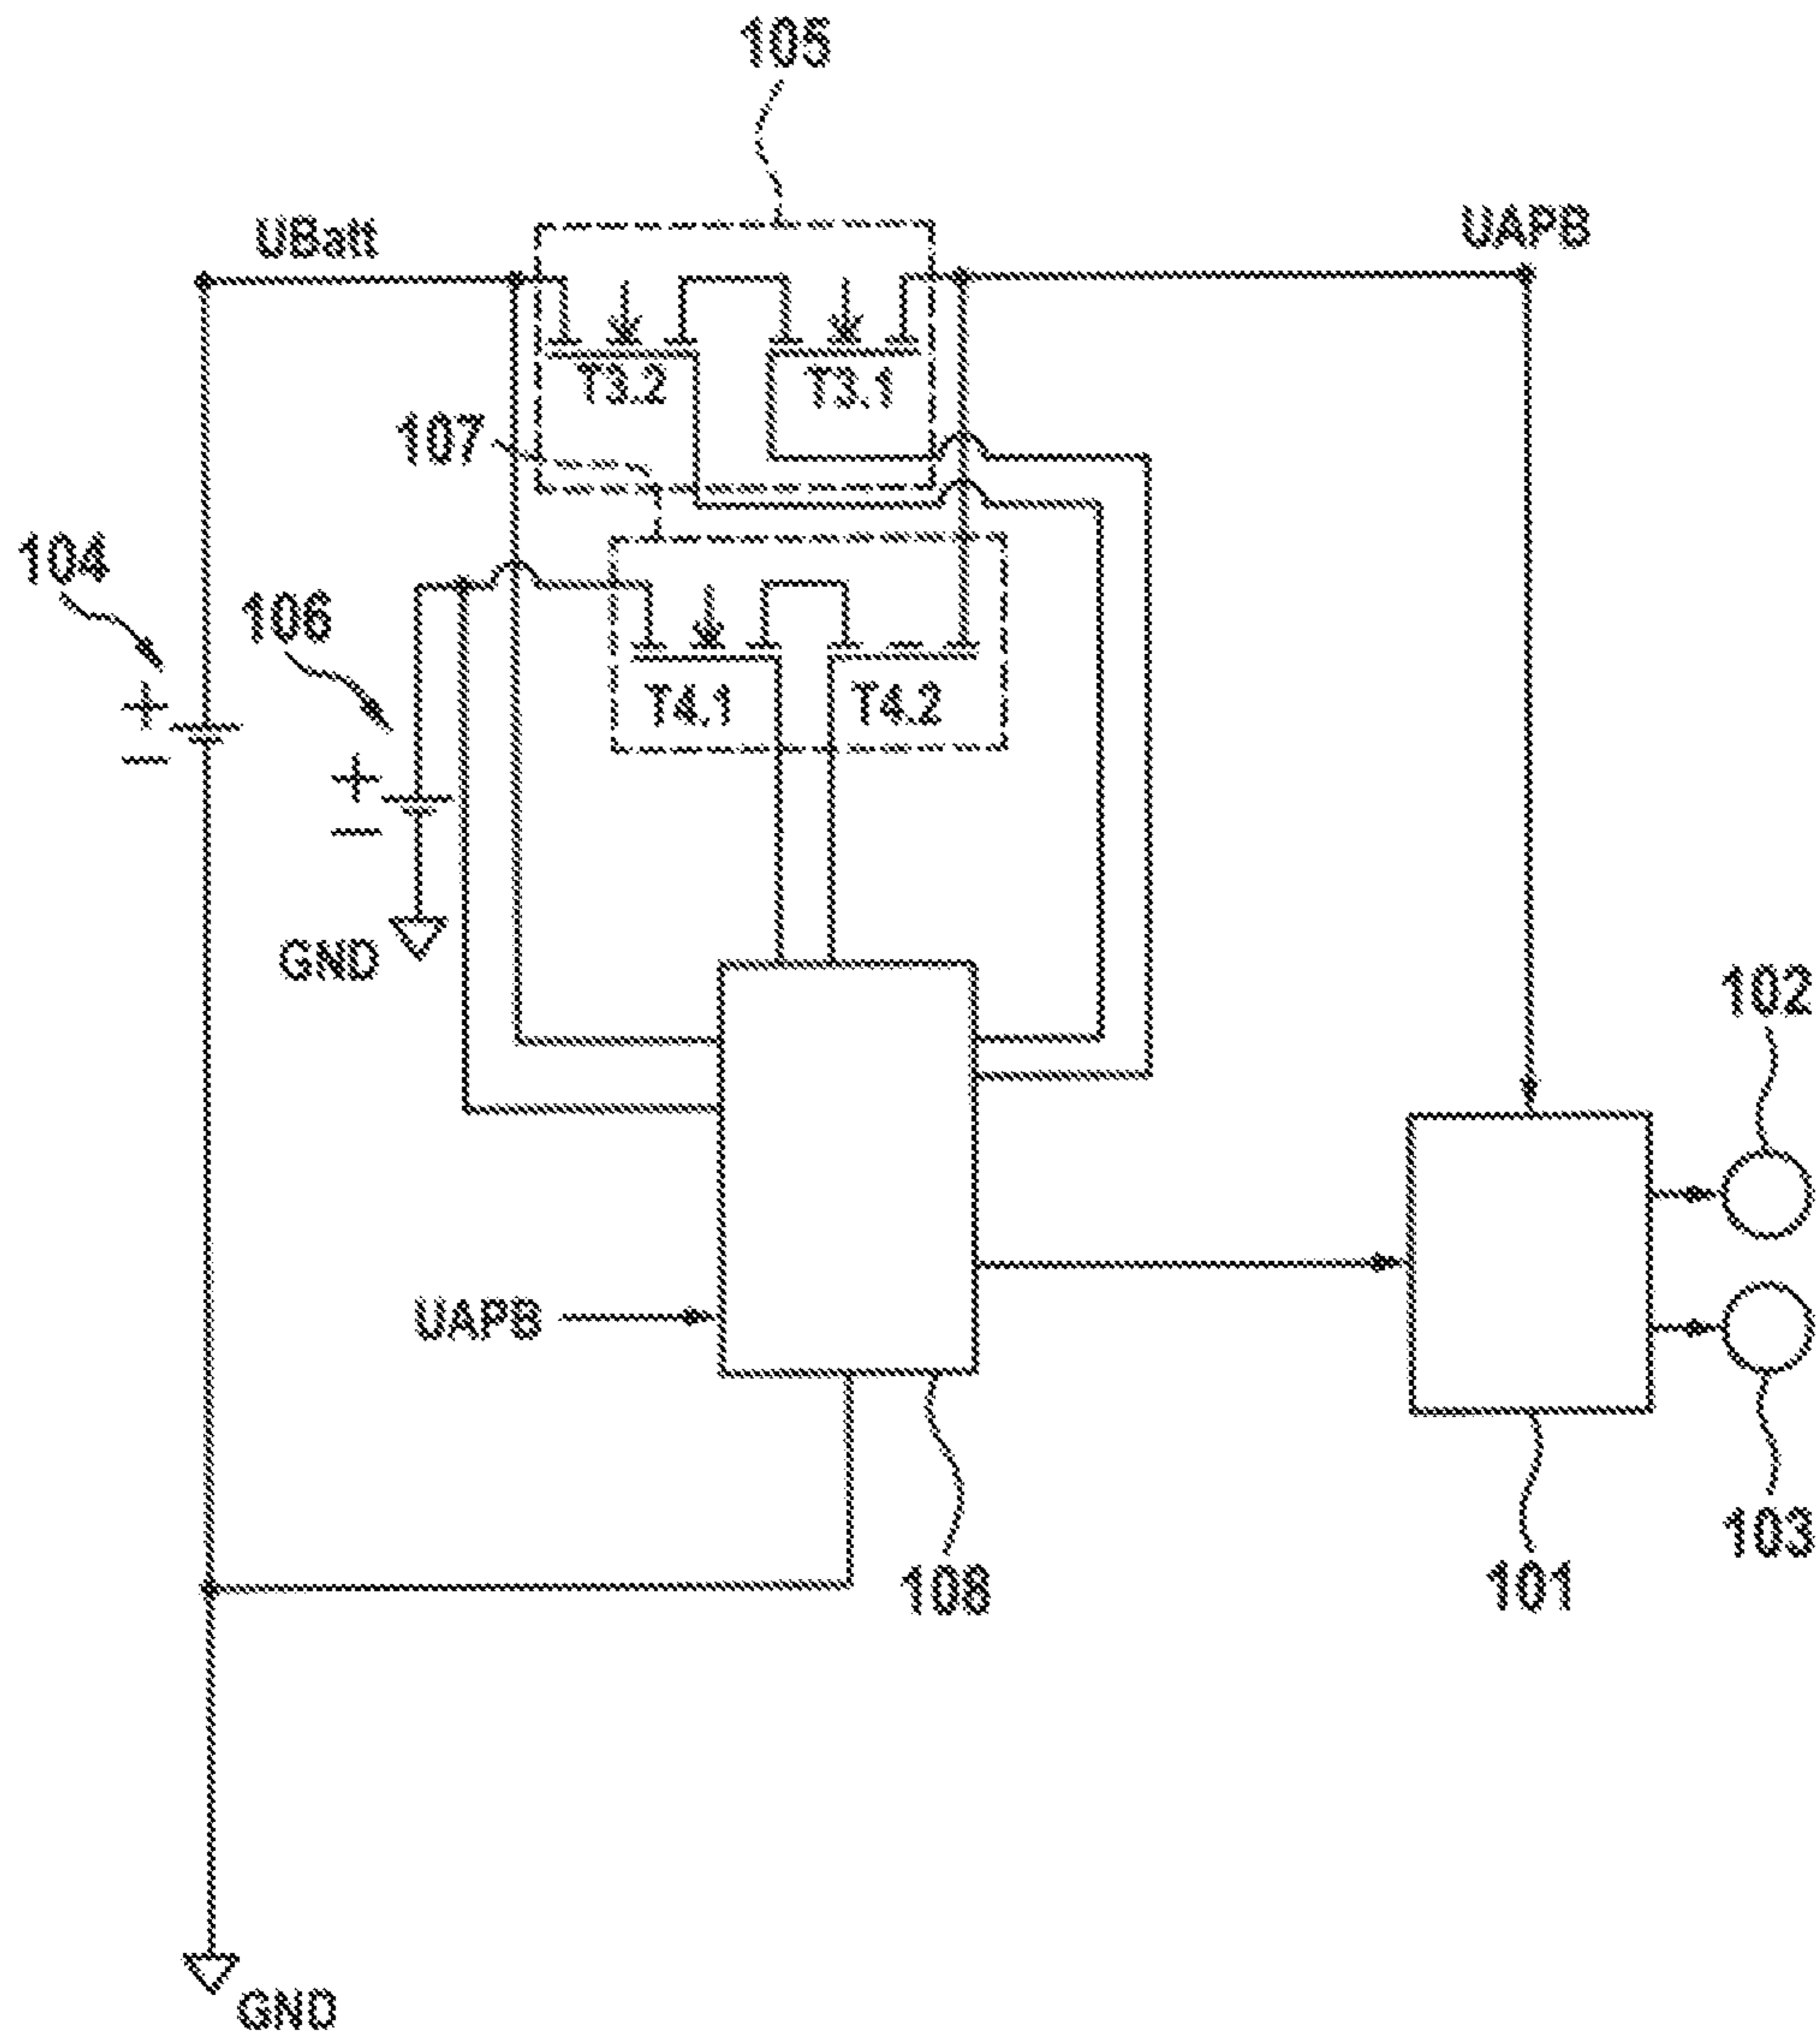 105
UBatt
UAPB
T3.2
T3.1
107
104
106
T4.1
T4.2
+
−
+
−
GND
102
UAPB
103
108
101
GND